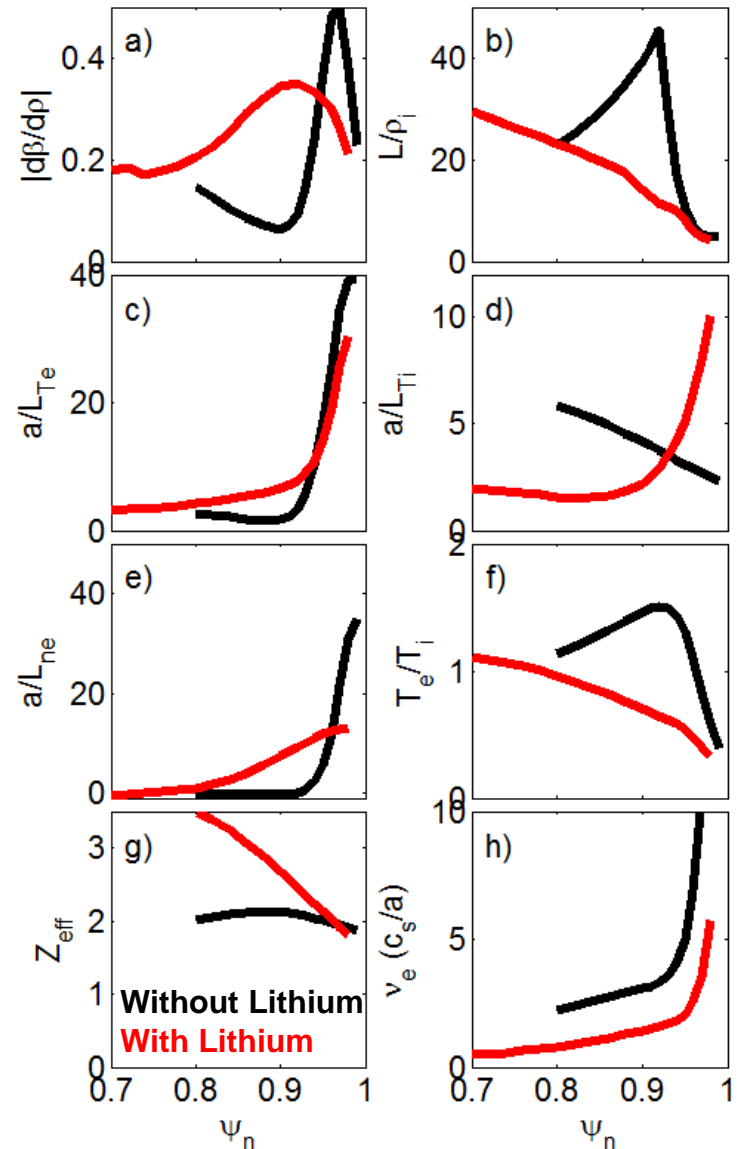 a)
|dβ/dρ|
0.4
0.2
0
b)
L/ρi
40
20
0
c)
a/LTe
40
20
0
d)
a/LTi
10
5
0
e)
a/Lne
40
20
0
f)
Te/Ti
2
1
g)
Zeff
3
2
1
0
Without Lithium
With Lithium
0.7 0.8 0.9 1
ψn
h)
νe (cs/a)
10
5
0
0.7 0.8 0.9 1
ψn